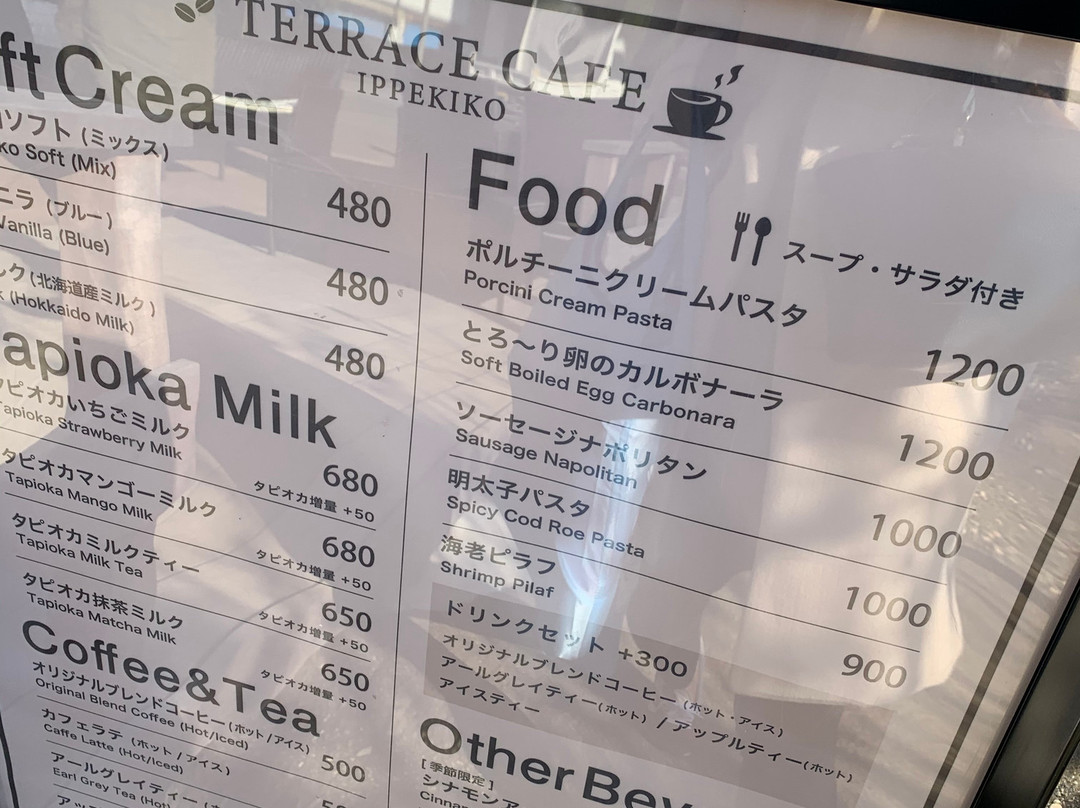 TERRACE CAFE
IPPEKIKO
ft Cream
ソフト (ミックス)
ko Soft (Mix)
480
ニラ (ブルー)
Vanilla (Blue)
480
ルク (北海道産ミルク)
k (Hokkaido Milk)
480
apioka Milk
タピオカいちごミルク
Tapioka Strawberry Milk
680
タピオカ増量 +50
タピオカマンゴーミルク
Tapioka Mango Milk
680
タピオカ増量 +50
タピオカミルクティー
Tapioka Milk Tea
650
タピオカ増量 +50
タピオカ抹茶ミルク
Tapioka Matcha Milk
650
タピオカ増量 +50
Coffee&Tea
オリジナルブレンドコーヒー (ホット/アイス)
Original Blend Coffee (Hot/Iced)
500
カフェラテ (ホット/アイス)
Caffe Latte (Hot/Iced)
アールグレイティー
Earl Grey Tea (Hot)
Food
スープ・サラダ付き
ポルチーニクリームパスタ
Porcini Cream Pasta
1200
とろ〜り卵のカルボナーラ
Soft Boiled Egg Carbonara
1200
ソーセージナポリタン
Sausage Napolitan
1000
明太子パスタ
Spicy Cod Roe Pasta
1000
海老ピラフ
Shrimp Pilaf
900
ドリンクセット +300
オリジナルブレンドコーヒー (ホット・アイス)
アールグレイティー (ホット) / アップルティー (ホット)
アイスティー
Other Bev
[季節限定]
シナモンア
Cinnam